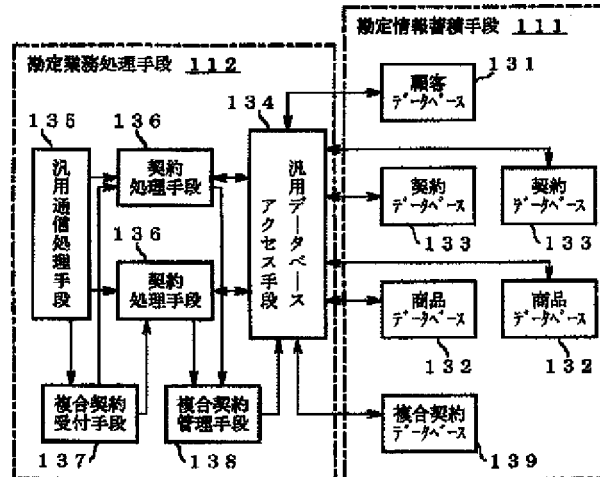 勘定情報蓄積手段 111
勘定業務処理手段 112
顧客
データベース
131
134
135
136
汎用通信処理手段
契約
処理手段
汎用データベース
アクセス手段
契約
データベース
133
契約
データベース
133
136
契約
処理手段
商品
データベース
132
商品
データベース
132
複合契約
受付手段
137
複合契約
管理手段
138
複合契約
データベース
139